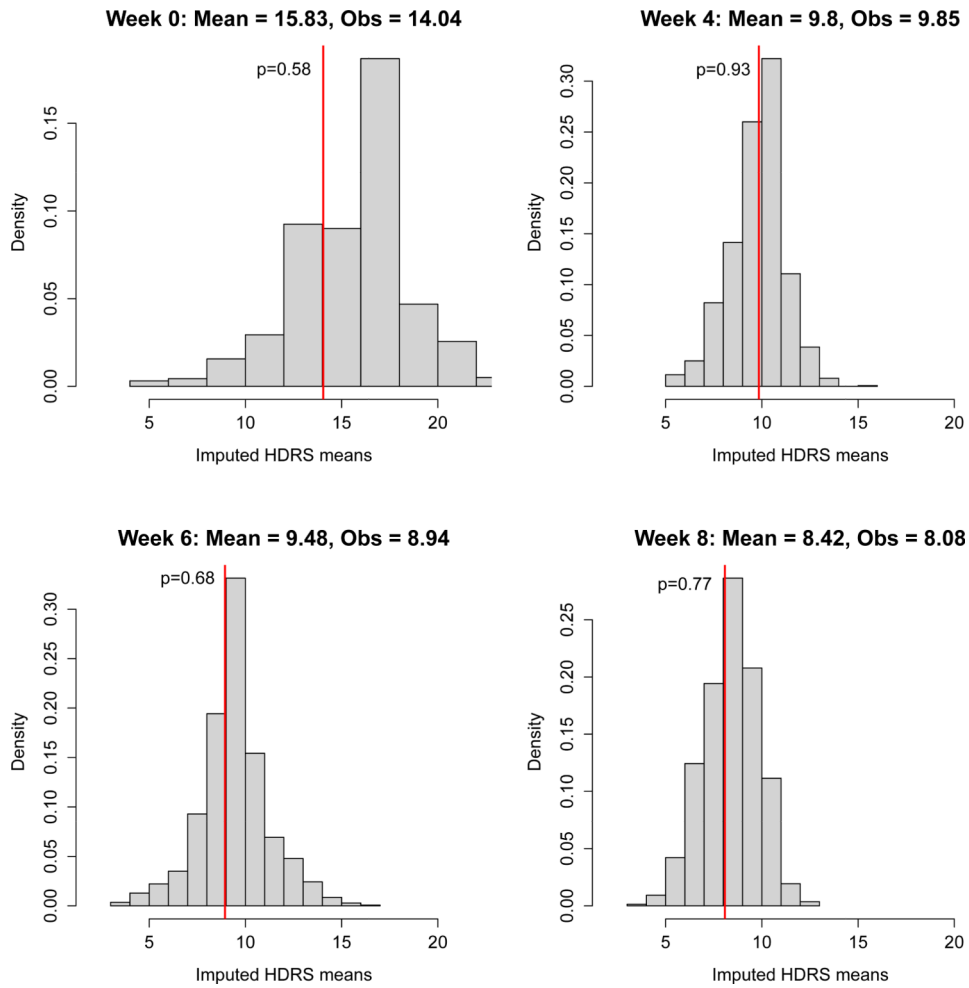 Week 0: Mean = 15.83, Obs = 14.04
p=0.58
Density
0.00 0.05 0.10 0.15
5 10 15 20
Imputed HDRS means
Week 4: Mean = 9.8, Obs = 9.85
p=0.93
Density
0.00 0.05 0.10 0.15 0.20 0.25 0.30
5 10 15 20
Imputed HDRS means
Week 6: Mean = 9.48, Obs = 8.94
p=0.68
Density
0.00 0.05 0.10 0.15 0.20 0.25 0.30
5 10 15 20
Imputed HDRS means
Week 8: Mean = 8.42, Obs = 8.08
p=0.77
Density
0.00 0.05 0.10 0.15 0.20 0.25
5 10 15 20
Imputed HDRS means